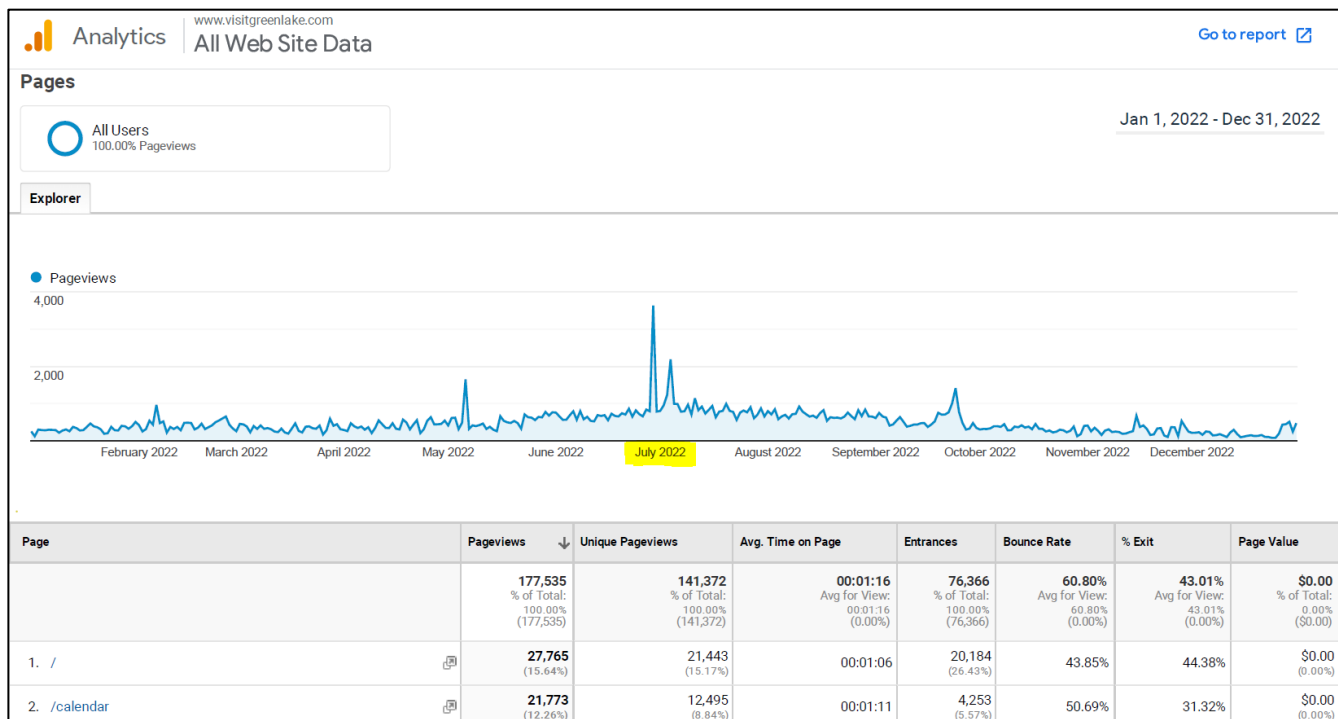 www.visitgreenlake.com
Analytics
All Web Site Data
Go to report
Pages
All Users
100.00% Pageviews
Jan 1, 2022 - Dec 31, 2022
Explorer
Pageviews
4,000
2,000
February 2022 March 2022 April 2022 May 2022 June 2022 July 2022 August 2022 September 2022 October 2022 November 2022 December 2022
Page Pageviews Unique Pageviews Avg. Time on Page Entrances Bounce Rate % Exit Page Value
177,535 141,372 00:01:16 76,366 60.80% 43.01% $0.00
% of Total: % of Total: Avg for View: % of Total: Avg for View: Avg for View: % of Total:
100.00% 100.00% 00:01:16 100.00% 60.80% 43.01% 0.00%
(177,535) (141,372) (0.00%) (76,366) (0.00%) (0.00%) ($0.00)
1. / 27,765 21,443 00:01:06 20,184 43.85% 44.38% $0.00
(15.64%) (15.17%) (26.43%) (0.00%)
2. /calendar 21,773 12,495 00:01:11 4,253 50.69% 31.32% $0.00
(12.26%) (8.84%) (5.57%) (0.00%)